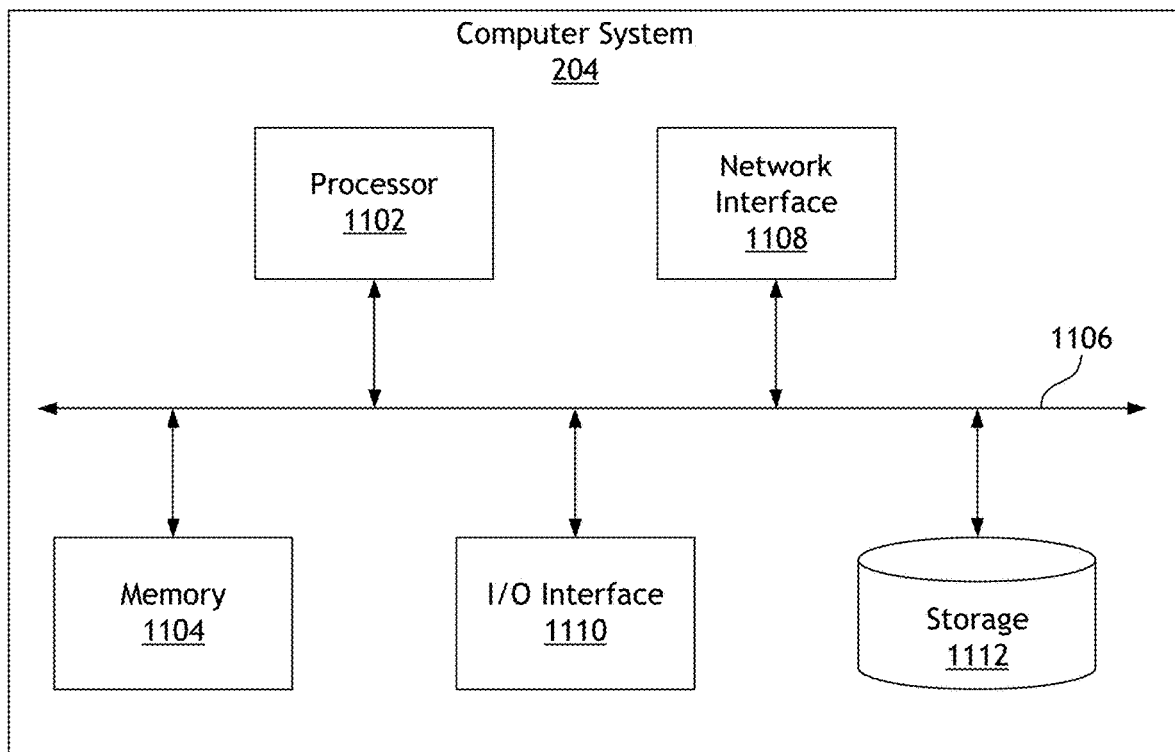 Computer System
204
Processor
1102
Network
Interface
1108
1106
Memory
1104
I/O Interface
1110
Storage
1112